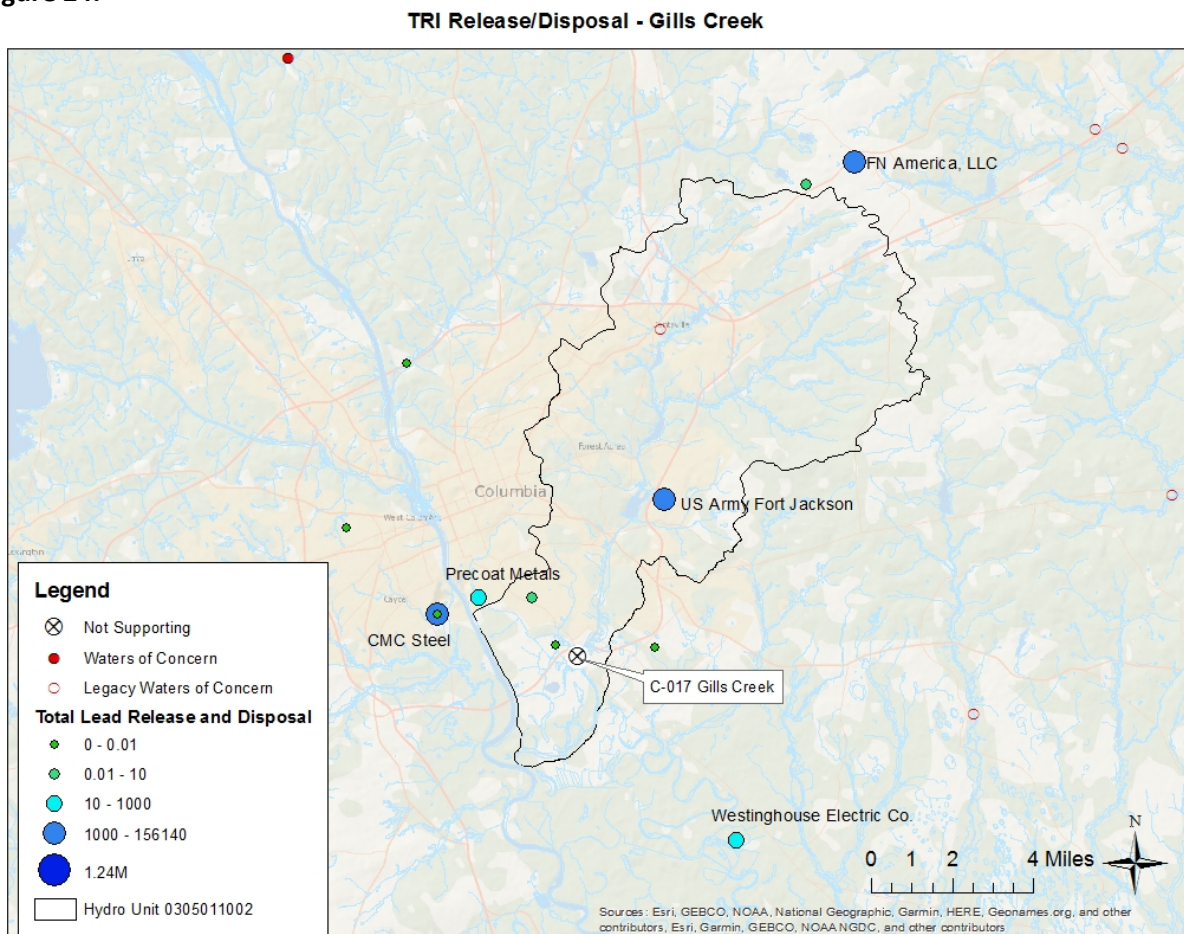 TRI Release/Disposal - Gills Creek
FN America, LLC
Forest Acres
Columbia
US Army Fort Jackson
Precoat Metals
Cayce
CMC Steel
C-017 Gills Creek
Westinghouse Electric Co.
Legend
Not Supporting
Waters of Concern
Legacy Waters of Concern
Total Lead Release and Disposal
0 - 0.01
0.01 - 10
10 - 1000
1000 - 156140
1.24M
Hydro Unit 0305011002
N
0 1 2 4 Miles
Sources: Esri, GEBCO, NOAA, National Geographic, Garmin, HERE, Geonames.org, and other
contributors, Esri, Garmin, GEBCO, NOAA NGDC, and other contributors